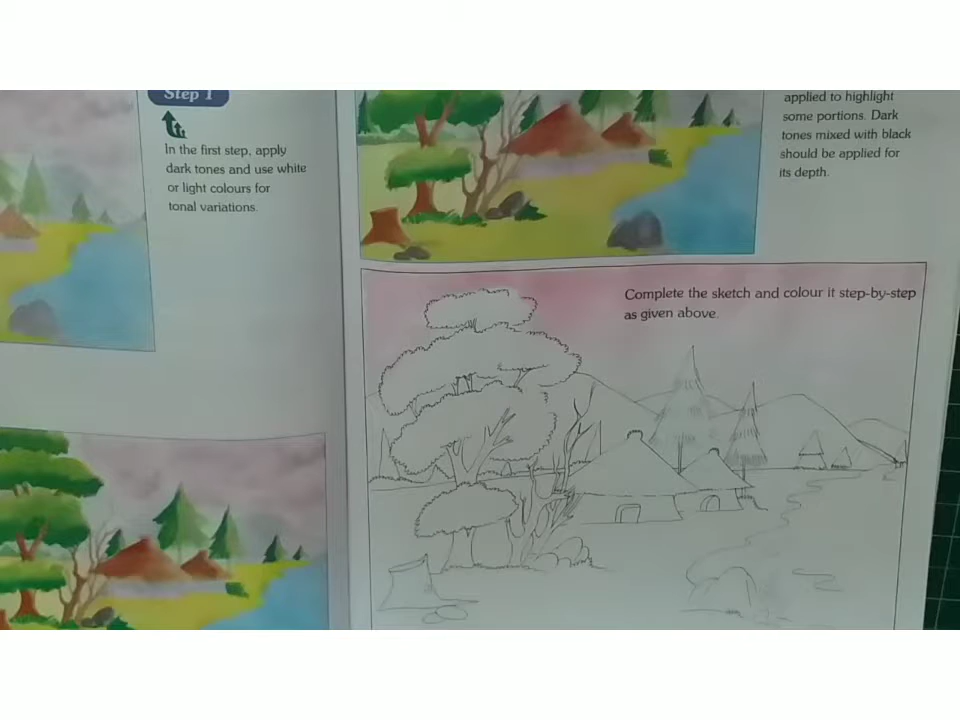 Step 1
In the first step, apply
dark tones and use white
or light colours for
tonal variations.
applied to highlight
some portions. Dark
tones mixed with black
should be applied for
its depth.
Complete the sketch and colour it step-by-step
as given above.